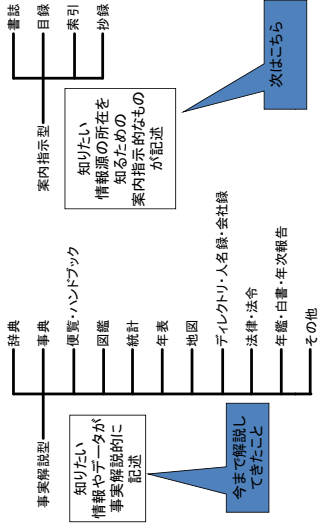 事実解説型
辞典
事典
便覧・ハンドブック
図鑑
統計
年表
地図
ディレクトリ・人名録・会社録
法律・法令
年鑑・白書・年次報告
その他
知りたい
情報やデータが
事実解説的に
記述
今まで解説し
てきたこと
案内指示型
書誌
目録
索引
抄録
知りたい
情報源の所在を
知るための
案内指示的なもの
が記述
次はこちら